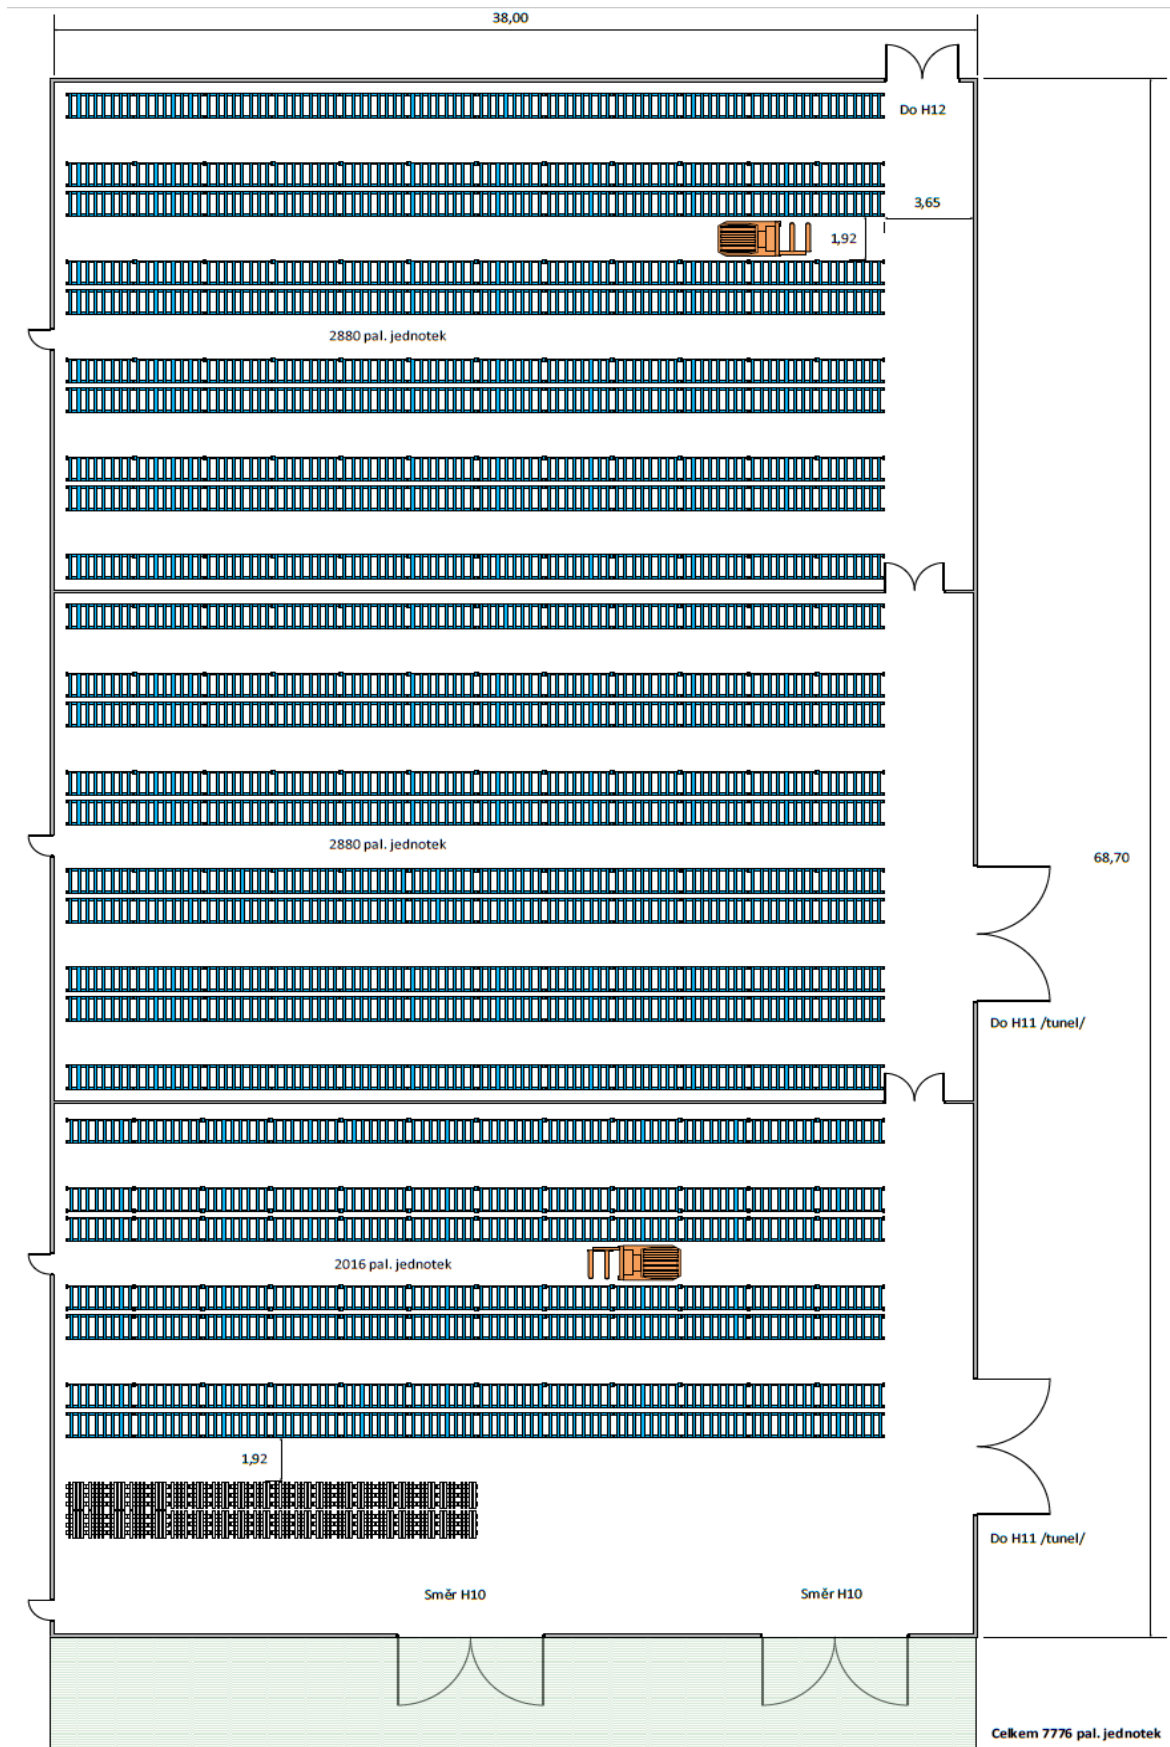 38,00
Do H12
3,65
1,92
2880 pal. jednotek
2880 pal. jednotek
68,70
Do H11 /tunel/
2016 pal. jednotek
1,92
Do H11 /tunel/
Směr H10
Směr H10
Celkem 7776 pal. jednotek